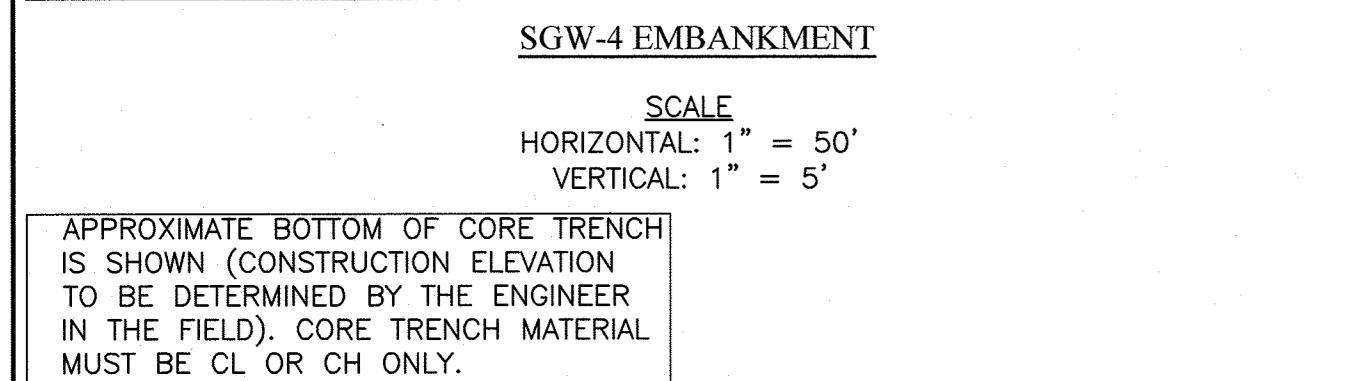 SGW-4 EMBANKMENT
SCALE
HORIZONTAL: 1" = 50'
VERTICAL: 1" = 5'
APPROXIMATE BOTTOM OF CORE TRENCH
IS SHOWN (CONSTRUCTION ELEVATION
TO BE DETERMINED BY THE ENGINEER
IN THE FIELD). CORE TRENCH MATERIAL
MUST BE CL OR CH ONLY.